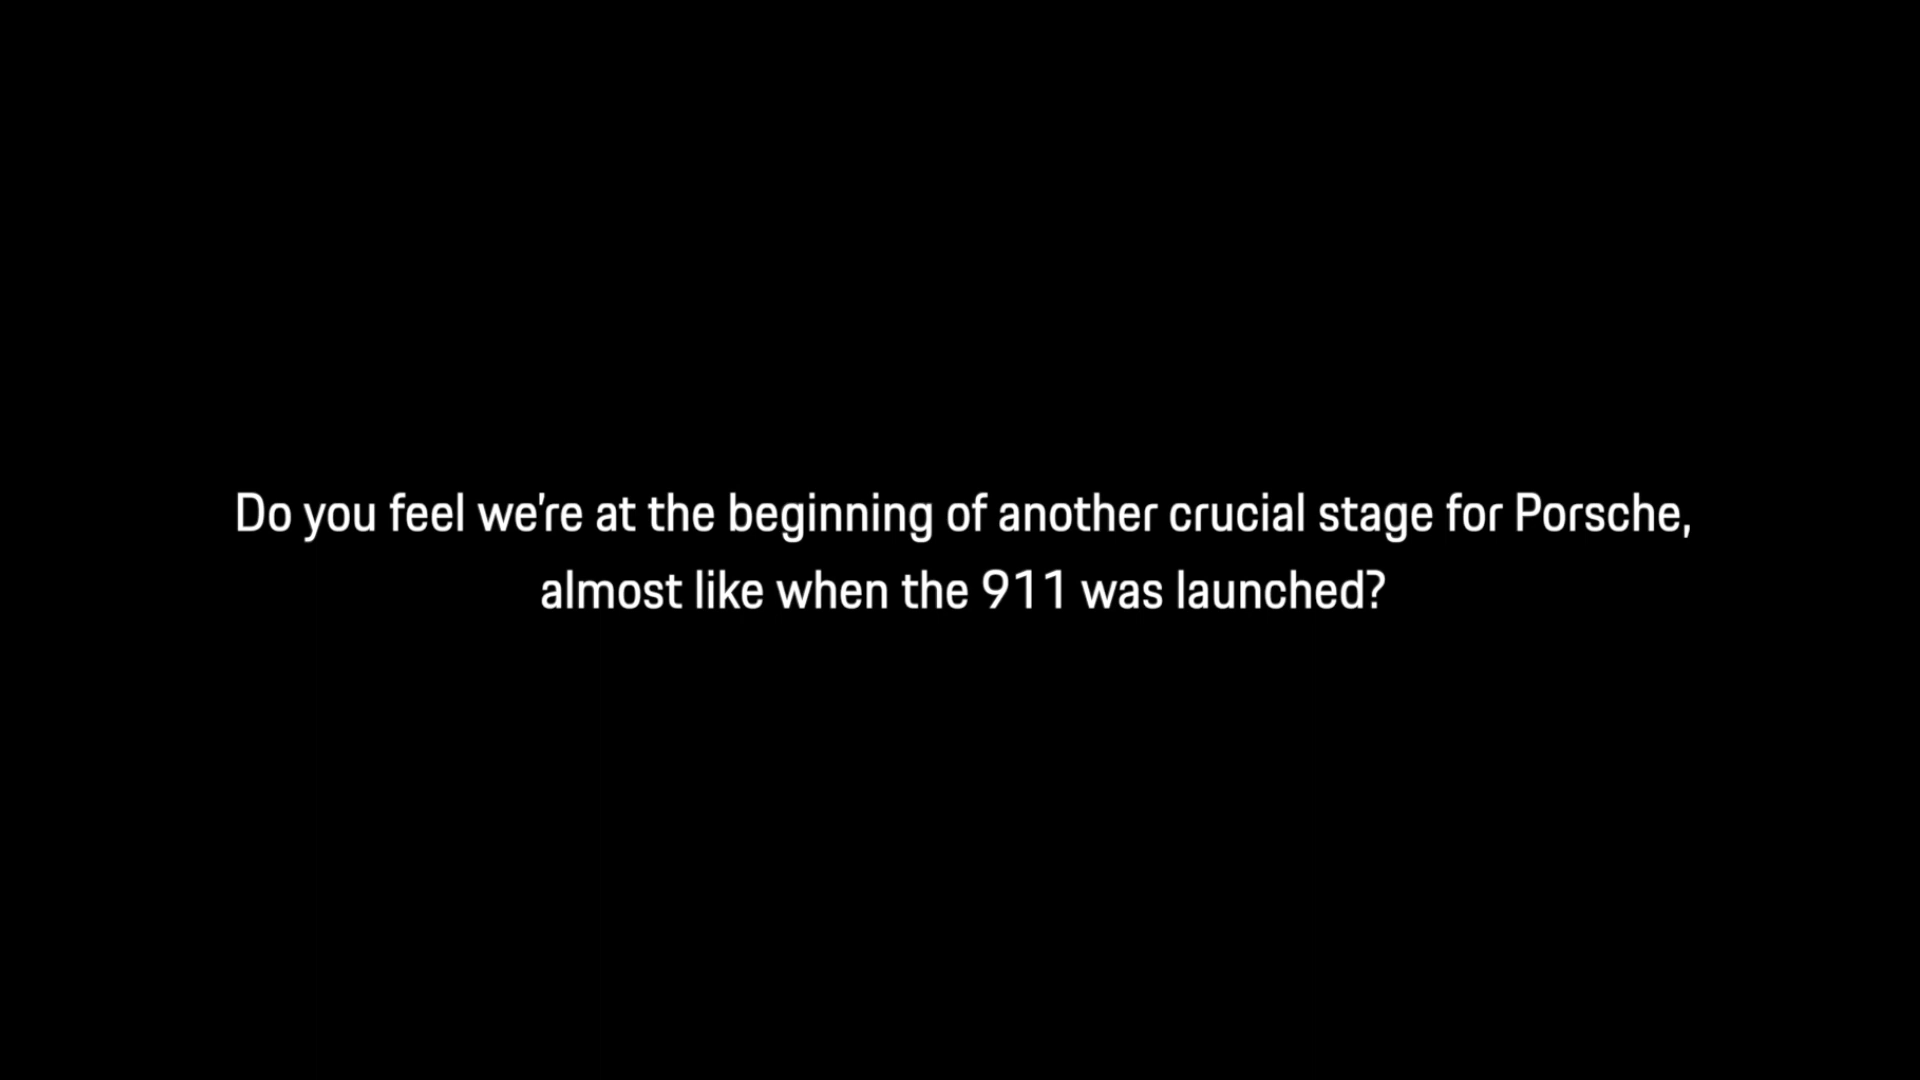 Do you feel we're at the beginning of another crucial stage for Porsche,
almost like when the 911 was launched?